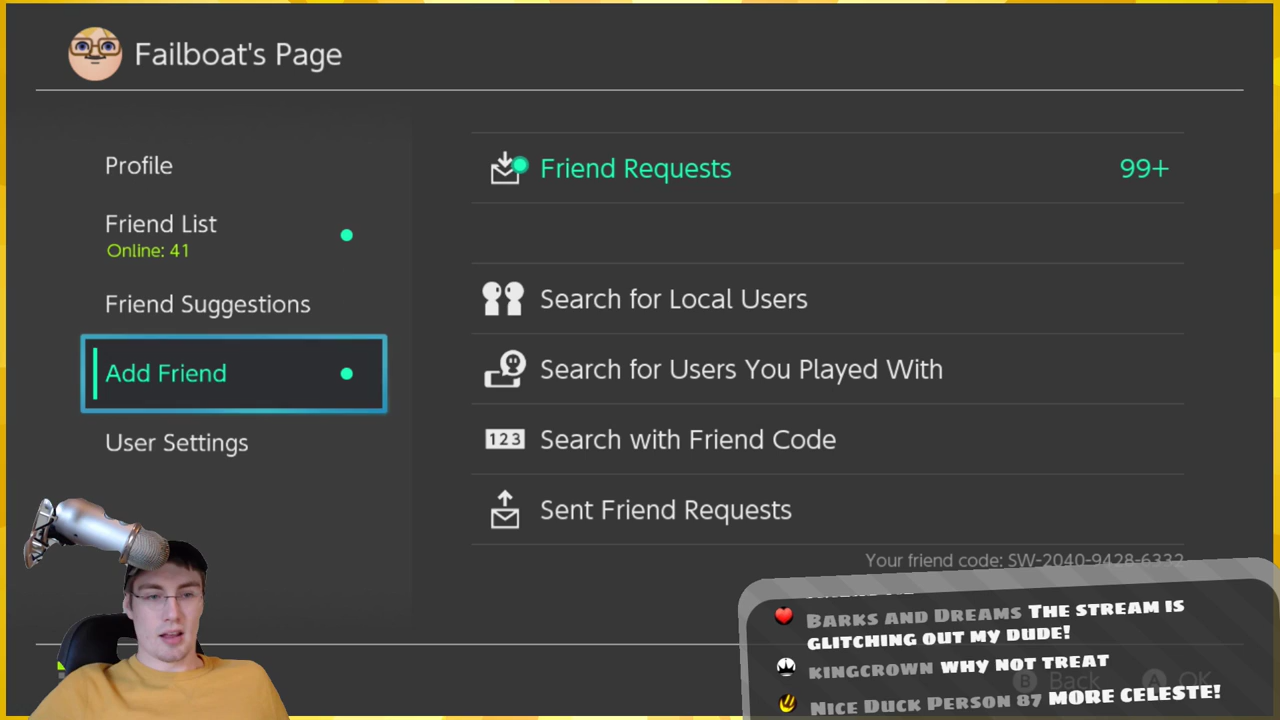 Failboat's Page
Profile
Friend List
Online: 41
Friend Suggestions
Add Friend
User Settings
Friend Requests 99+
Search for Local Users
Search for Users You Played With
123 Search with Friend Code
Sent Friend Requests
Your friend code: SW-2040-9428-6332
Barks and Dreams THE STREAM IS
GLITCHING OUT MY DUDE!
KINGCROWN WHY NOT TREAT
Nice Duck Person 87 MORE CELESTE!
B Back A OK